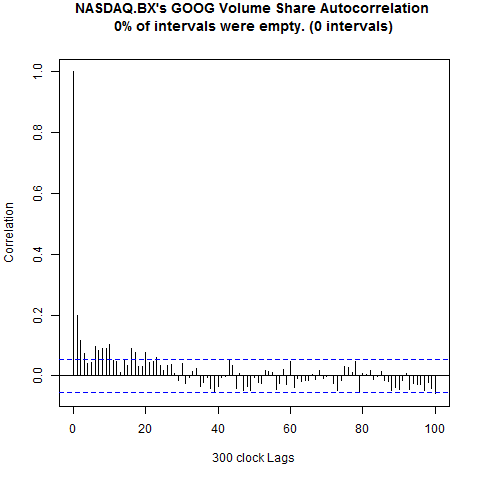 NASDAQ.BX's GOOG Volume Share Autocorrelation
0% of intervals were empty. (0 intervals)
Correlation
1.0
0.8
0.6
0.4
0.2
0.0
0 20 40 60 80 100
300 clock Lags